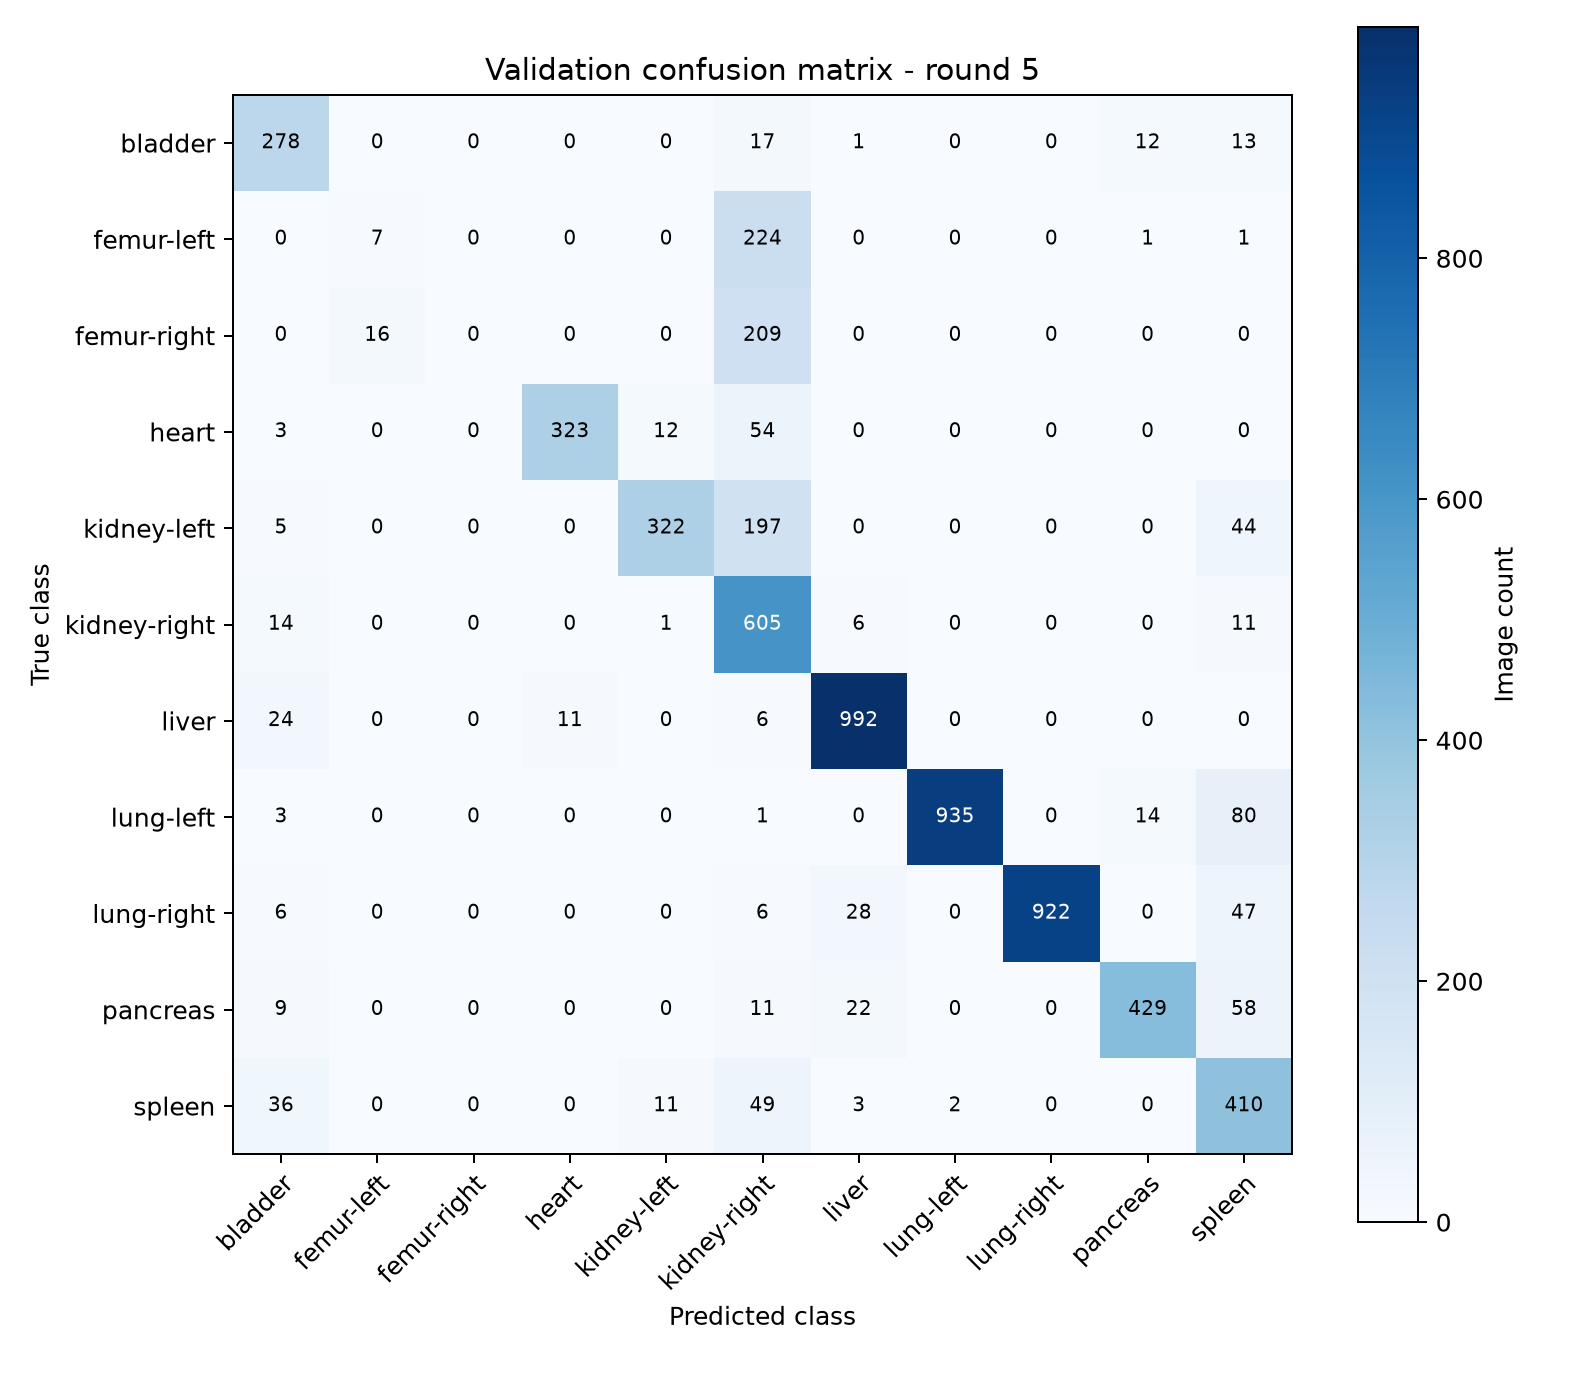 Validation confusion matrix - round 5
bladder 278 0 0 0 0 17 1 0 0 12 13
femur-left 0 7 0 0 0 224 0 0 0 1 1
femur-right 0 16 0 0 0 209 0 0 0 0 0
heart 3 0 0 323 12 54 0 0 0 0 0
kidney-left 5 0 0 0 322 197 0 0 0 0 44
kidney-right 14 0 0 0 1 605 6 0 0 0 11
liver 24 0 0 11 0 6 992 0 0 0 0
lung-left 3 0 0 0 0 1 0 935 0 14 80
lung-right 6 0 0 0 0 6 28 0 922 0 47
pancreas 9 0 0 0 0 11 22 0 0 429 58
spleen 36 0 0 0 11 49 3 2 0 0 410
True class
bladder femur-left femur-right heart kidney-left kidney-right liver lung-left lung-right pancreas spleen
Predicted class
800
600
400
200
0
Image count